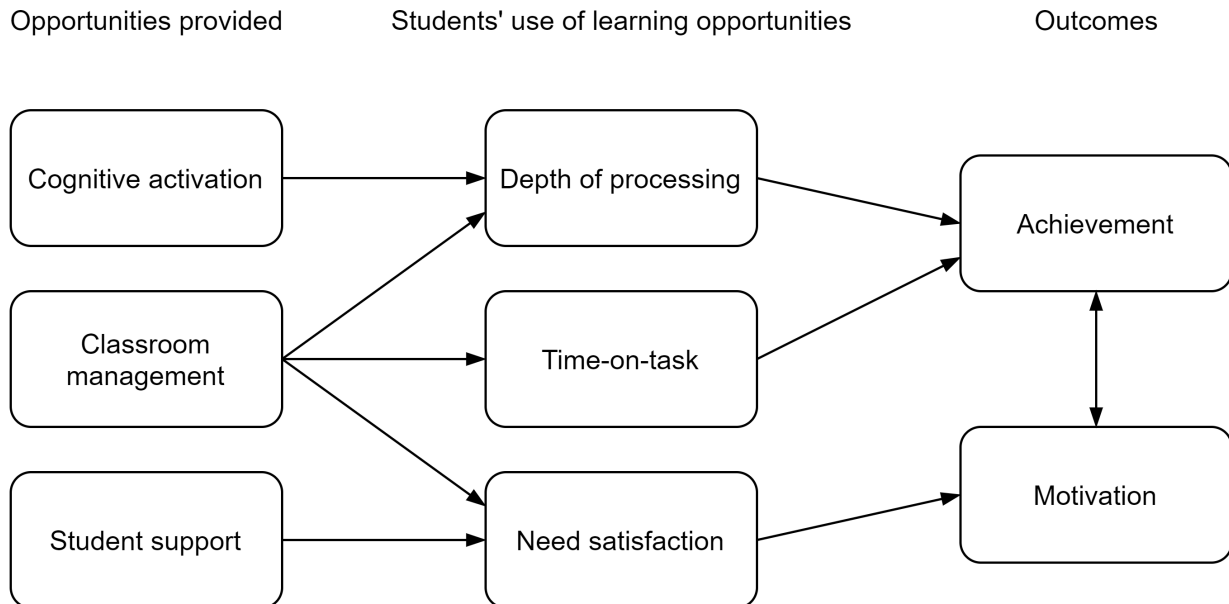 Opportunities provided
Students' use of learning opportunities
Outcomes
Cognitive activation
Depth of processing
Achievement
Classroom
management
Time-on-task
Motivation
Student support
Need satisfaction